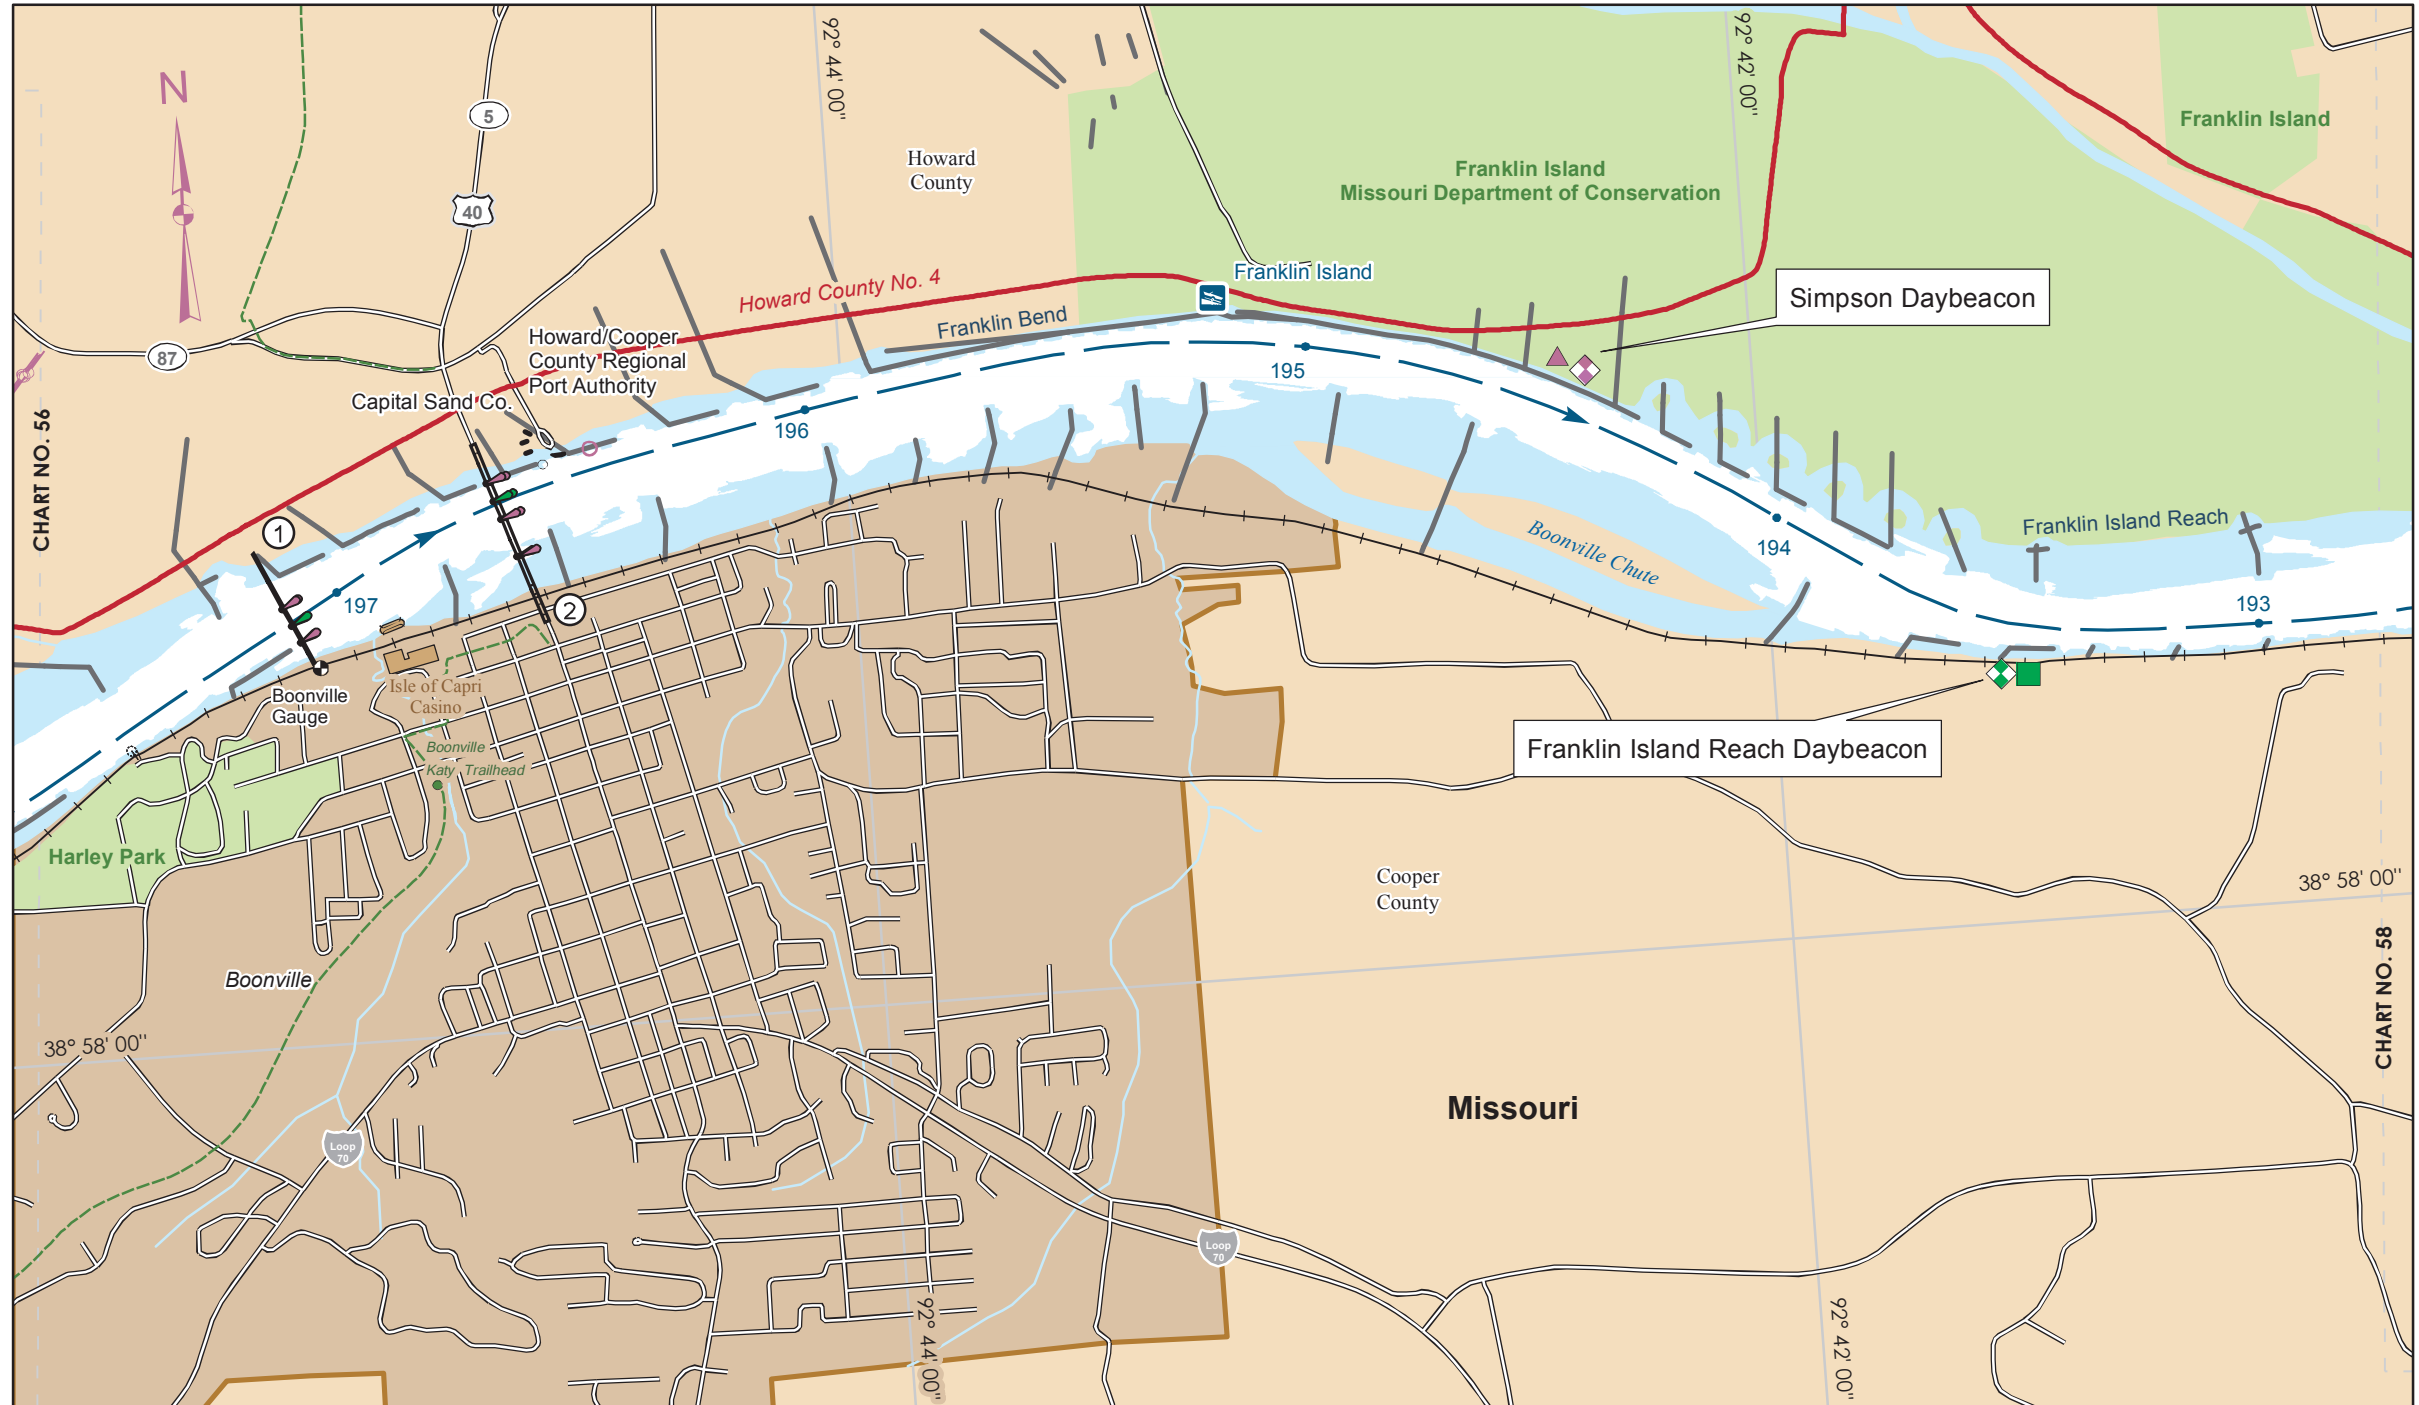 N
92° 44' 00"
92° 42' 00"
5
40
87
Howard
County
Franklin Island
Missouri Department of Conservation
Franklin Island
Franklin Island
Howard County No. 4
Franklin Bend
Simpson Daybeacon
Howard/Cooper
County Regional
Port Authority
Capital Sand Co.
CHART NO. 56
196
195
194
193
197
1
2
Franklin Island Reach
Boonville Chute
Boonville
Gauge
Isle of Capri
Casino
Boonville
Katy Trailhead
Franklin Island Reach Daybeacon
Harley Park
Cooper
County
38° 58' 00"
Boonville
38° 58' 00"
CHART NO. 58
Missouri
Loop
70
Loop
70
92° 44' 00"
92° 42' 00"